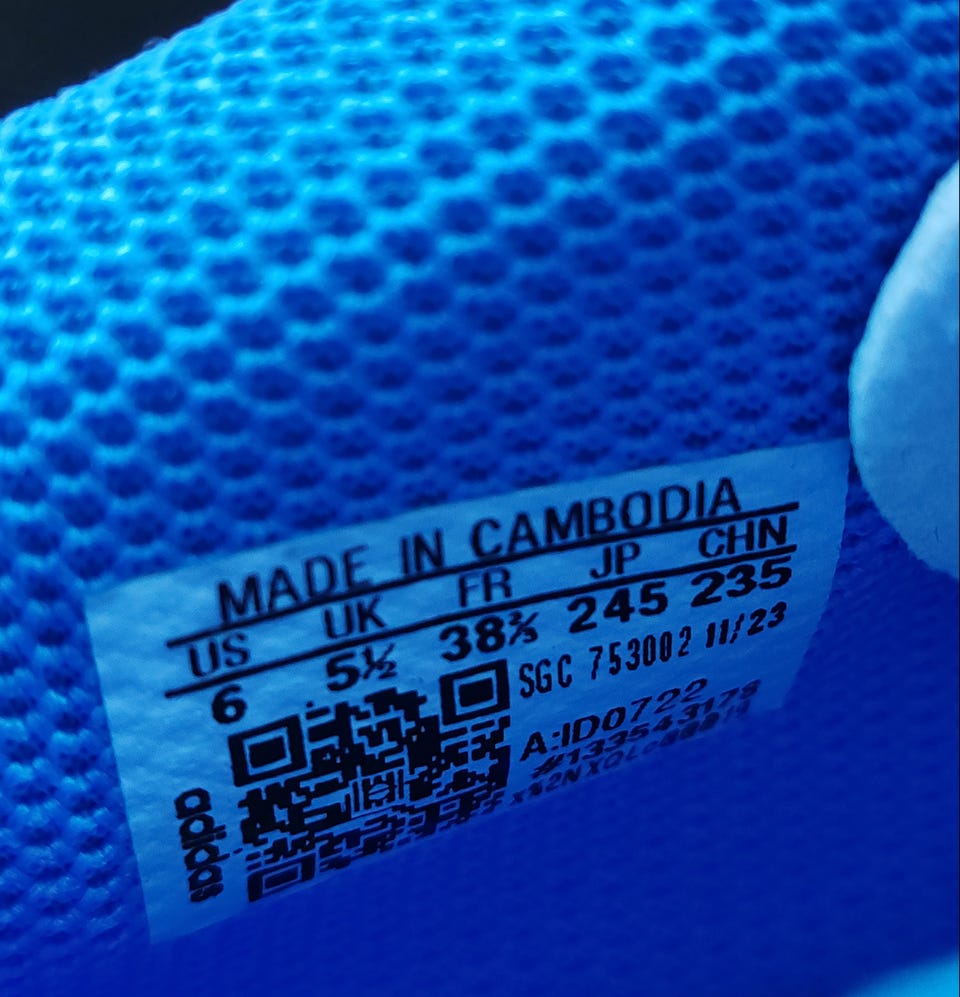 MADE IN CAMBODIA
US UK FR JP CHN
6 5½ 38⅔ 245 235
SGC 753002 11/23
A:ID0722
#133543178
adidas